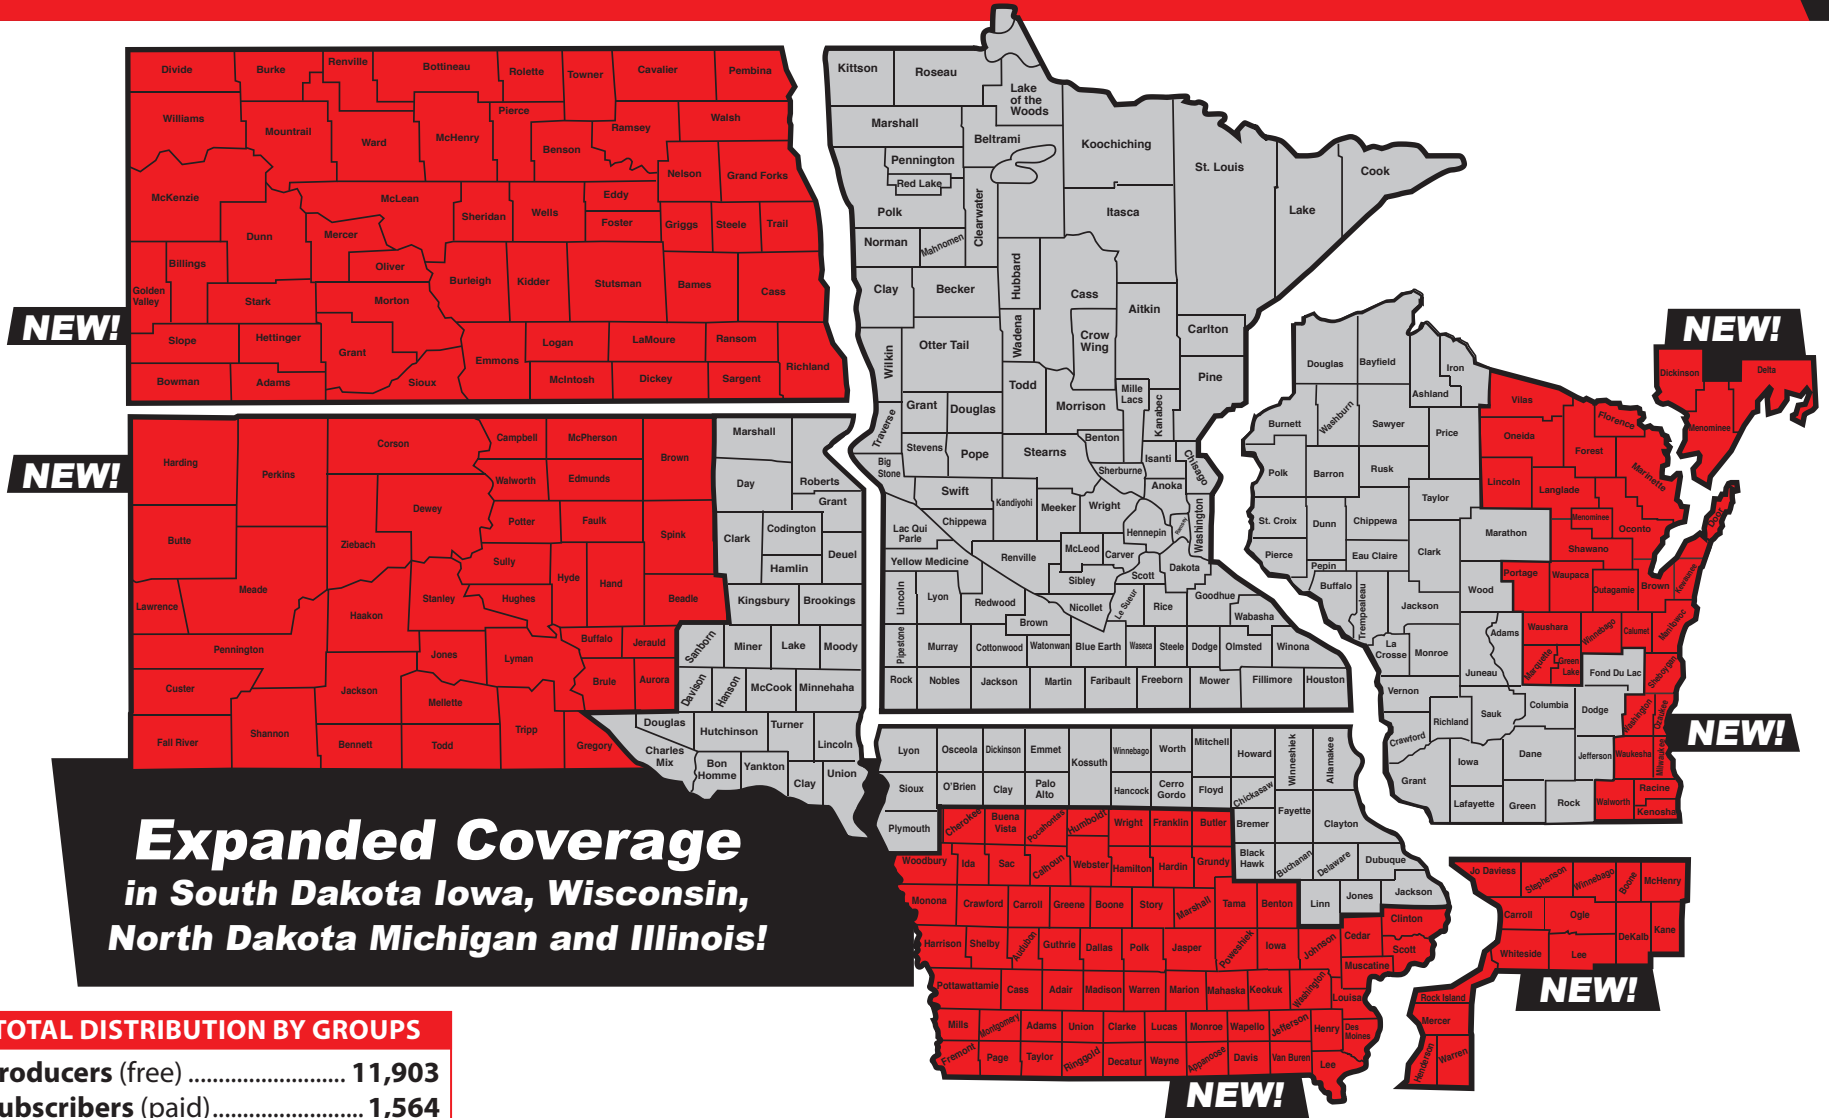 Divide
Burke
Renville
Bottineau
Rolette
Towner
Cavalier
Pembina
Williams
Mountrail
Ward
McHenry
Pierce
Benson
Ramsey
Walsh
McKenzie
Dunn
McLean
Mercer
Sheridan
Wells
Eddy
Foster
Nelson
Grand Forks
Griggs
Steele
Trail
Billings
Golden
Valley
Stark
Oliver
Morton
Burleigh
Kidder
Stutsman
Bames
Cass
NEW!
Slope
Hettinger
Grant
Bowman
Adams
Sioux
Emmons
Logan
LaMoure
Ransom
Richland
McIntosh
Dickey
Sargent
NEW!
Harding
Perkins
Corson
Campbell
McPherson
Brown
Walworth
Edmunds
Dewey
Potter
Faulk
Spink
Butte
Ziebach
Meade
Sully
Hyde
Hand
Beadle
Lawrence
Haakon
Stanley
Hughes
Pennington
Jones
Lyman
Buffalo
Jerauld
Custer
Jackson
Mellette
Brule
Aurora
Fall River
Shannon
Bennett
Todd
Tripp
Gregory
Marshall
Day
Roberts
Grant
Clark
Codington
Deuel
Hamlin
Kingsbury
Brookings
Sanborn
Miner
Lake
Moody
Davison
Hanson
McCook
Minnehaha
Douglas
Charles
Mix
Hutchinson
Turner
Lincoln
Bon
Homme
Yankton
Clay
Union
Kittson
Roseau
Lake
of the
Woods
Marshall
Beltrami
Koochiching
St. Louis
Cook
Lake
Pennington
Red Lake
Polk
Clearwater
Itasca
Norman
Mahnomen
Hubbard
Clay
Becker
Cass
Aitkin
Carlton
Wilkin
Otter Tail
Wadena
Crow
Wing
Pine
Todd
Mille
Lacs
Kanabec
Grant
Douglas
Morrison
Traverse
Stevens
Pope
Stearns
Benton
Isanti
Chisago
Big
Stone
Sherburne
Anoka
Swift
Kandiyohi
Meeker
Wright
Hennepin
Washington
Lac Qui
Parle
Chippewa
Renville
McLeod
Carver
Scott
Dakota
Yellow Medicine
Sibley
Lincoln
Lyon
Redwood
Nicollet
Le Sueur
Rice
Goodhue
Wabasha
Brown
Pipestone
Murray
Cottonwood
Watonwan
Blue Earth
Waseca
Steele
Dodge
Olmsted
Winona
Rock
Nobles
Jackson
Martin
Faribault
Freeborn
Mower
Fillmore
Houston
Douglas
Bayfield
Iron
Ashland
Vilas
Florence
Burnett
Washburn
Sawyer
Price
Oneida
Forest
Marinette
Polk
Barron
Rusk
Lincoln
Langlade
Taylor
St. Croix
Dunn
Chippewa
Marathon
Menominee
Oconto
Door
Pierce
Pepin
Eau Claire
Clark
Shawano
Buffalo
Trempealeau
Jackson
Wood
Portage
Waupaca
Outagamie
Brown
Kewaunee
La
Crosse
Monroe
Adams
Juneau
Waushara
Winnebago
Calumet
Manitowoc
Marquette
Green
Lake
Fond Du Lac
Sheboygan
Vernon
Richland
Sauk
Columbia
Dodge
Washington
Ozaukee
Crawford
Dane
Jefferson
Waukesha
Milwaukee
NEW!
Grant
Iowa
Lafayette
Green
Rock
Walworth
Racine
Kenosha
NEW!
Dickinson
Delta
Menominee
Lyon
Osceola
Dickinson
Emmet
Kossuth
Winnebago
Worth
Mitchell
Howard
Winneshiek
Allamakee
Sioux
O'Brien
Clay
Palo
Alto
Hancock
Cerro
Gordo
Floyd
Chickasaw
Fayette
Clayton
Plymouth
Cherokee
Buena
Vista
Pocahontas
Humboldt
Wright
Franklin
Butler
Bremer
Woodbury
Ida
Sac
Calhoun
Webster
Hamilton
Hardin
Grundy
Black
Hawk
Buchanan
Delaware
Dubuque
Monona
Crawford
Carroll
Greene
Boone
Story
Marshall
Tama
Benton
Linn
Jones
Jackson
Clinton
Harrison
Shelby
Audubon
Guthrie
Dallas
Polk
Jasper
Poweshiek
Iowa
Johnson
Cedar
Scott
Muscatine
Pottawattamie
Cass
Adair
Madison
Warren
Marion
Mahaska
Keokuk
Washington
Louisa
Mills
Montgomery
Adams
Union
Clarke
Lucas
Monroe
Wapello
Jefferson
Henry
Des
Moines
Fremont
Page
Taylor
Ringgold
Decatur
Wayne
Appanoose
Davis
Van Buren
Lee
NEW!
Jo Daviess
Stephenson
Winnebago
Boone
McHenry
Carroll
Ogle
DeKalb
Kane
Whiteside
Lee
NEW!
Rock Island
Mercer
Henderson
Warren
Expanded Coverage
in South Dakota Iowa, Wisconsin,
North Dakota Michigan and Illinois!
TOTAL DISTRIBUTION BY GROUPS
roducers (free) .......................... 11,903
ubscribers (paid)......................... 1,564